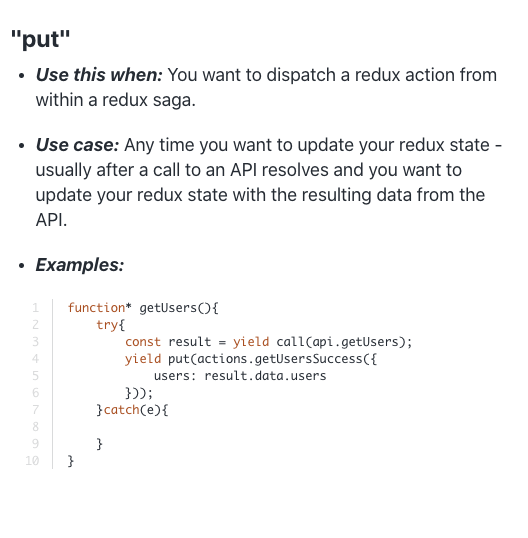 "put"
• Use this when: You want to dispatch a redux action from
within a redux saga.
• Use case: Any time you want to update your redux state -
usually after a call to an API resolves and you want to
update your redux state with the resulting data from the
API.
• Examples:
1 function* getUsers(){
2     try{
3         const result = yield call(api.getUsers);
4         yield put(actions.getUsersSuccess({
5             users: result.data.users
6         }));
7     }catch(e){
8
9     }
10 }